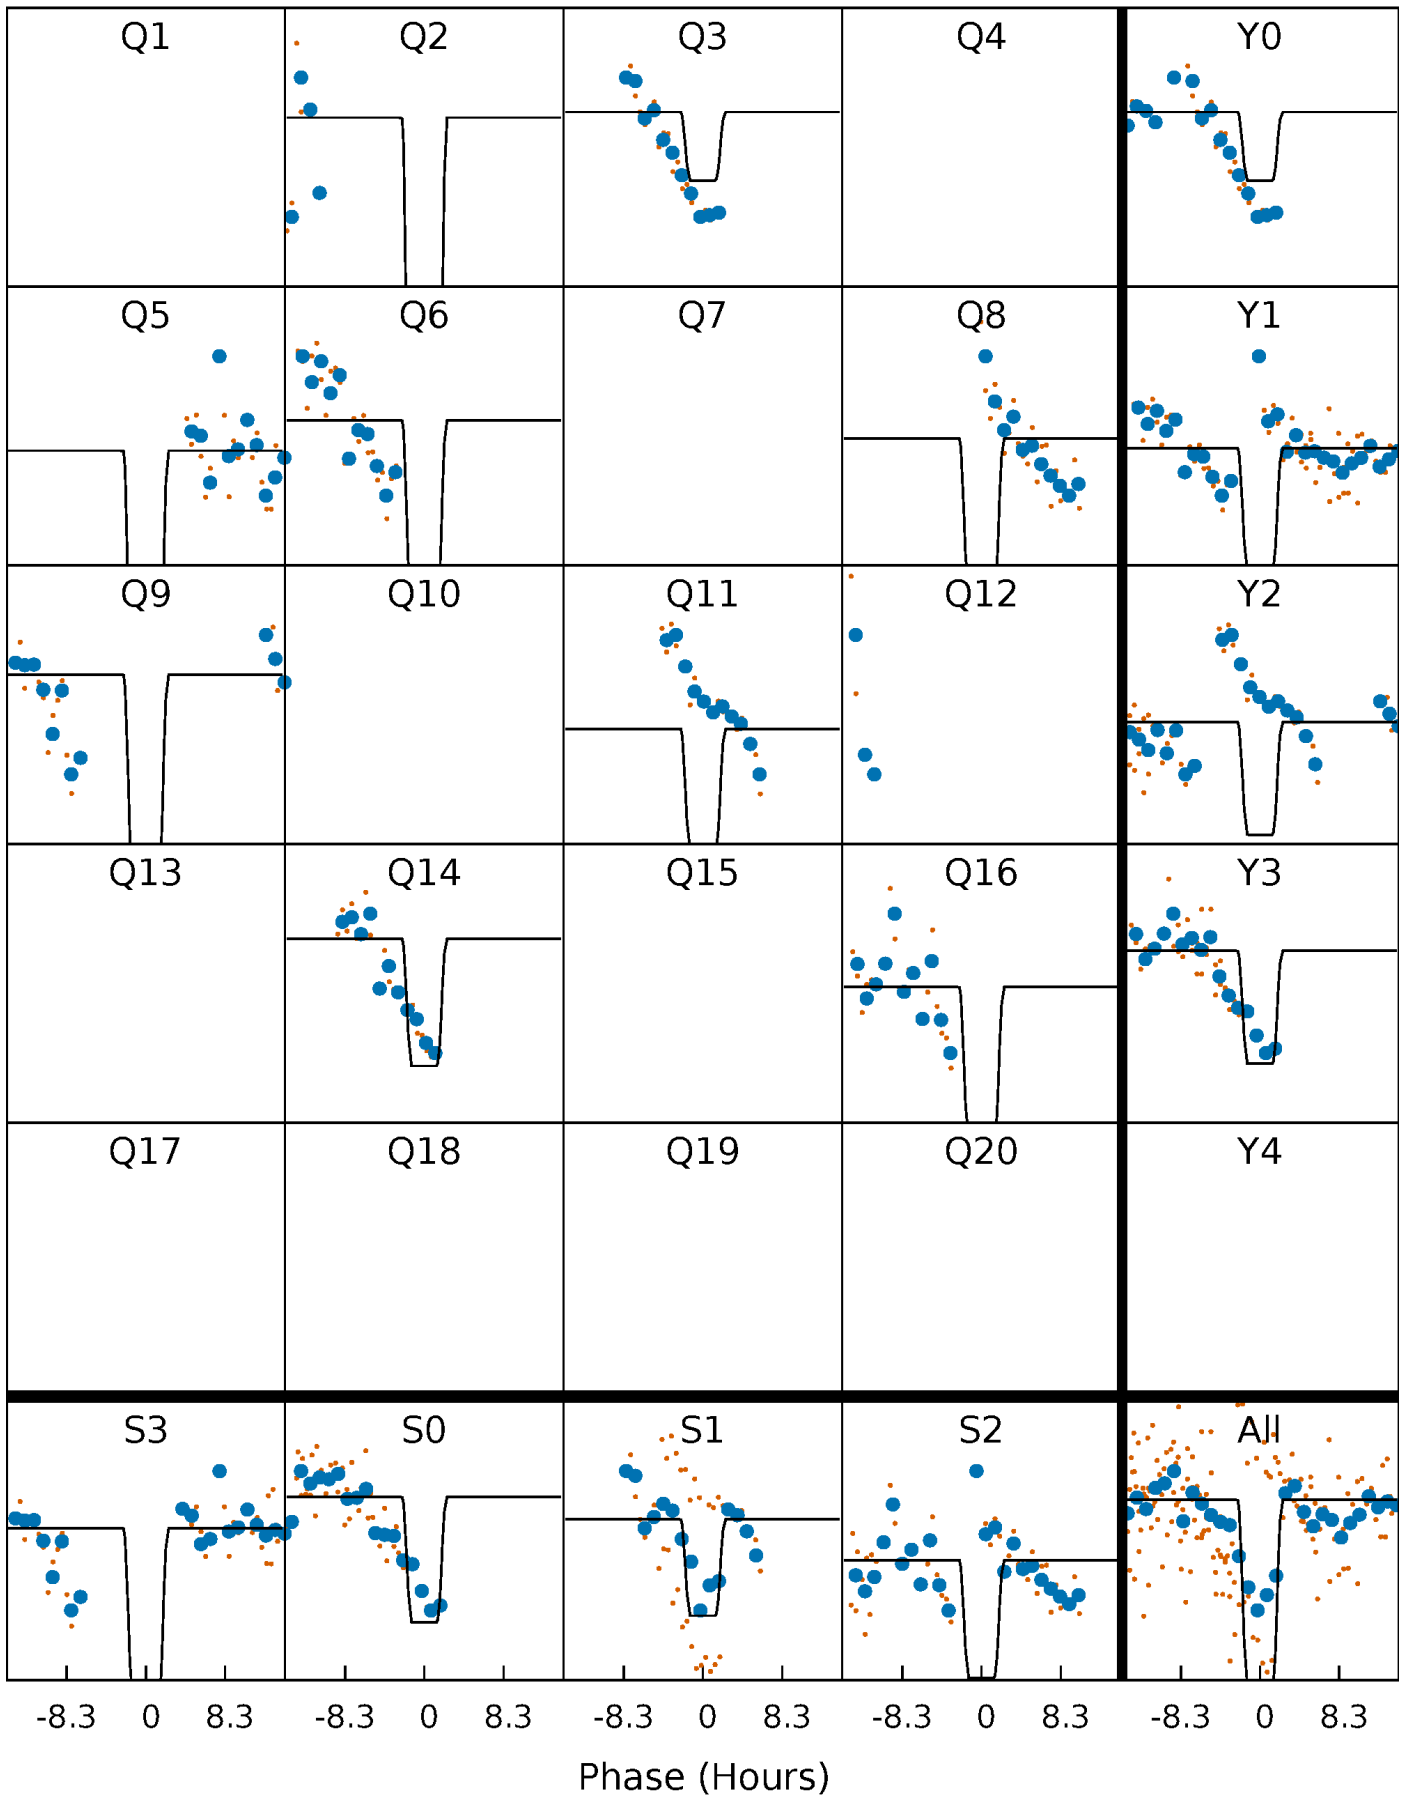 Q1 Q2 Q3 Q4 Y0
Q5 Q6 Q7 Q8 Y1
Q9 Q10 Q11 Q12 Y2
Q13 Q14 Q15 Q16 Y3
Q17 Q18 Q19 Q20 Y4
S3 S0 S1 S2 All
-8.3 0 8.3 -8.3 0 8.3 -8.3 0 8.3 -8.3 0 8.3 -8.3 0 8.3
Phase (Hours)